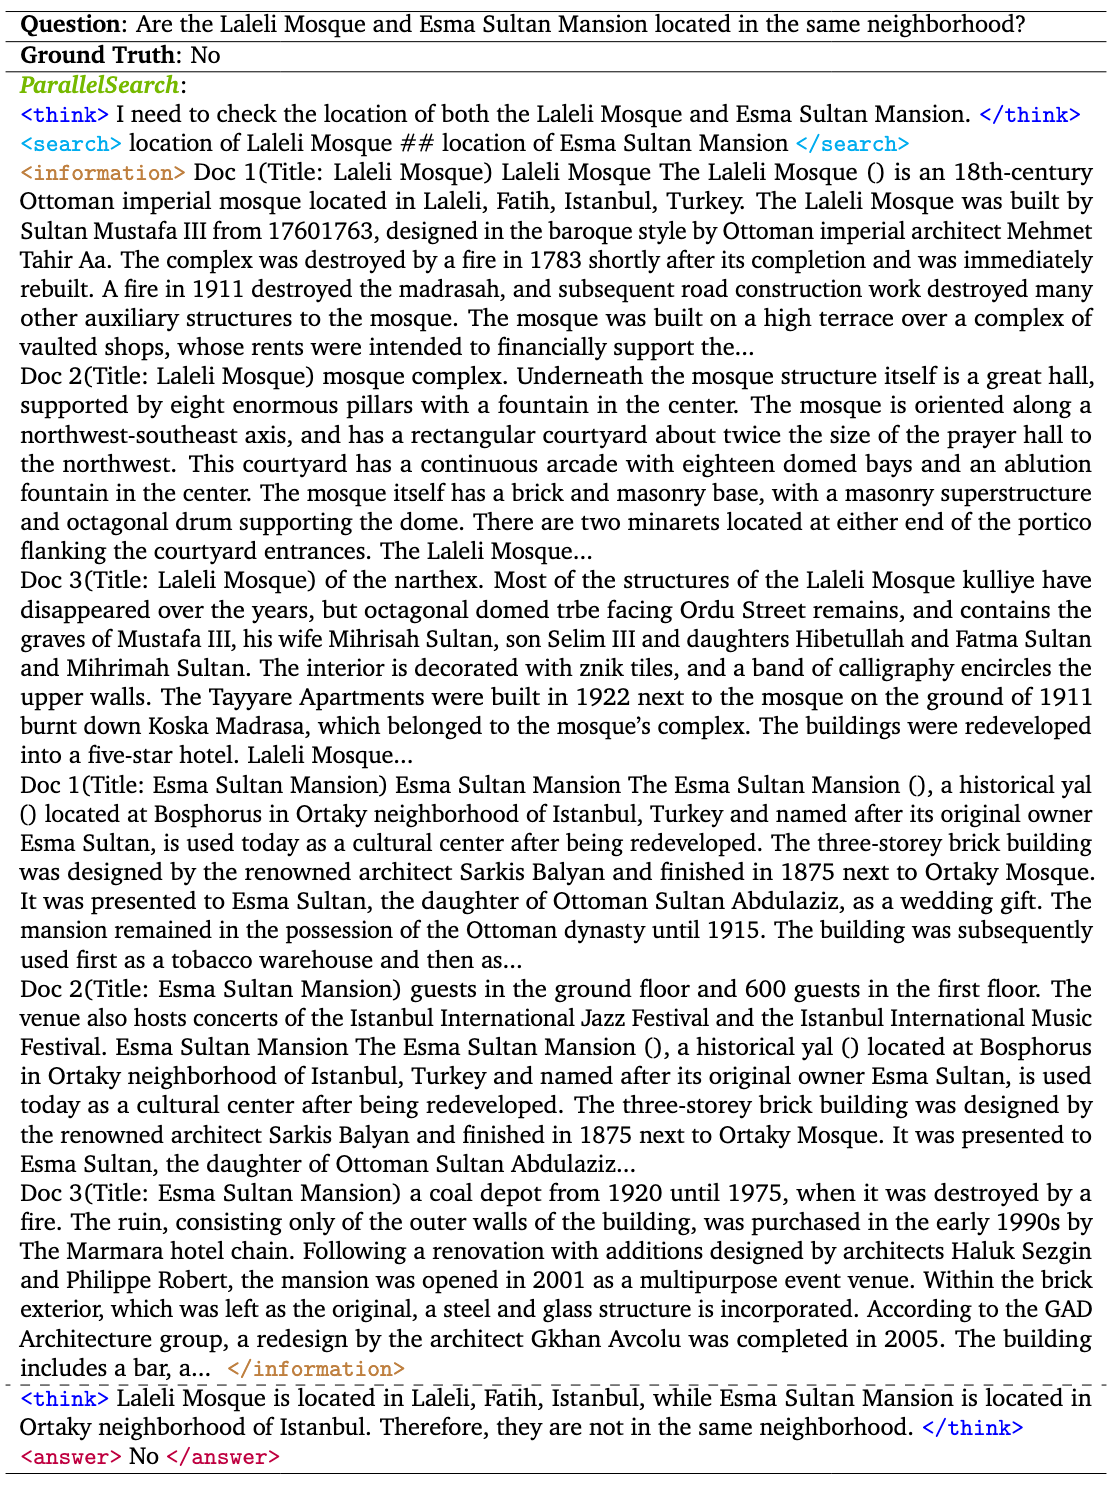 Question: Are the Laleli Mosque and Esma Sultan Mansion located in the same neighborhood?
Ground Truth: No
ParallelSearch:
<think> I need to check the location of both the Laleli Mosque and Esma Sultan Mansion. </think>
<search> location of Laleli Mosque ## location of Esma Sultan Mansion </search>
<information> Doc 1(Title: Laleli Mosque) Laleli Mosque The Laleli Mosque () is an 18th-century
Ottoman imperial mosque located in Laleli, Fatih, Istanbul, Turkey. The Laleli Mosque was built by
Sultan Mustafa III from 17601763, designed in the baroque style by Ottoman imperial architect Mehmet
Tahir Aa. The complex was destroyed by a fire in 1783 shortly after its completion and was immediately
rebuilt. A fire in 1911 destroyed the madrasah, and subsequent road construction work destroyed many
other auxiliary structures to the mosque. The mosque was built on a high terrace over a complex of
vaulted shops, whose rents were intended to financially support the...
Doc 2(Title: Laleli Mosque) mosque complex. Underneath the mosque structure itself is a great hall,
supported by eight enormous pillars with a fountain in the center. The mosque is oriented along a
northwest-southeast axis, and has a rectangular courtyard about twice the size of the prayer hall to
the northwest. This courtyard has a continuous arcade with eighteen domed bays and an ablution
fountain in the center. The mosque itself has a brick and masonry base, with a masonry superstructure
and octagonal drum supporting the dome. There are two minarets located at either end of the portico
flanking the courtyard entrances. The Laleli Mosque...
Doc 3(Title: Laleli Mosque) of the narthex. Most of the structures of the Laleli Mosque kulliye have
disappeared over the years, but octagonal domed trbe facing Ordu Street remains, and contains the
graves of Mustafa III, his wife Mihrisah Sultan, son Selim III and daughters Hibetullah and Fatma Sultan
and Mihrimah Sultan. The interior is decorated with znik tiles, and a band of calligraphy encircles the
upper walls. The Tayyare Apartments were built in 1922 next to the mosque on the ground of 1911
burnt down Koska Madrasa, which belonged to the mosque's complex. The buildings were redeveloped
into a five-star hotel. Laleli Mosque...
Doc 1(Title: Esma Sultan Mansion) Esma Sultan Mansion The Esma Sultan Mansion (), a historical yal
() located at Bosphorus in Ortaky neighborhood of Istanbul, Turkey and named after its original owner
Esma Sultan, is used today as a cultural center after being redeveloped. The three-storey brick building
was designed by the renowned architect Sarkis Balyan and finished in 1875 next to Ortaky Mosque.
It was presented to Esma Sultan, the daughter of Ottoman Sultan Abdulaziz, as a wedding gift. The
mansion remained in the possession of the Ottoman dynasty until 1915. The building was subsequently
used first as a tobacco warehouse and then as...
Doc 2(Title: Esma Sultan Mansion) guests in the ground floor and 600 guests in the first floor. The
venue also hosts concerts of the Istanbul International Jazz Festival and the Istanbul International Music
Festival. Esma Sultan Mansion The Esma Sultan Mansion (), a historical yal () located at Bosphorus
in Ortaky neighborhood of Istanbul, Turkey and named after its original owner Esma Sultan, is used
today as a cultural center after being redeveloped. The three-storey brick building was designed by
the renowned architect Sarkis Balyan and finished in 1875 next to Ortaky Mosque. It was presented to
Esma Sultan, the daughter of Ottoman Sultan Abdulaziz...
Doc 3(Title: Esma Sultan Mansion) a coal depot from 1920 until 1975, when it was destroyed by a
fire. The ruin, consisting only of the outer walls of the building, was purchased in the early 1990s by
The Marmara hotel chain. Following a renovation with additions designed by architects Haluk Sezgin
and Philippe Robert, the mansion was opened in 2001 as a multipurpose event venue. Within the brick
exterior, which was left as the original, a steel and glass structure is incorporated. According to the GAD
Architecture group, a redesign by the architect Gkhan Avcolu was completed in 2005. The building
includes a bar, a... </information>
<think> Laleli Mosque is located in Laleli, Fatih, Istanbul, while Esma Sultan Mansion is located in
Ortaky neighborhood of Istanbul. Therefore, they are not in the same neighborhood. </think>
<answer> No </answer>